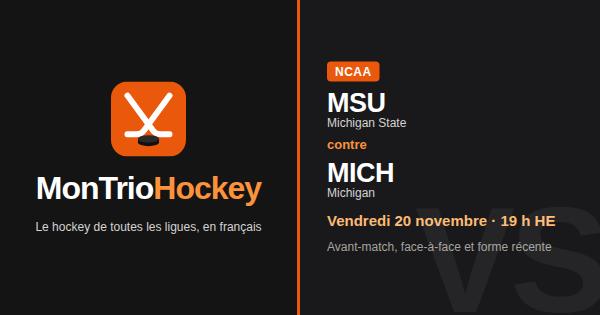 MonTrioHockey
Le hockey de toutes les ligues, en français
NCAA
MSU
Michigan State
contre
MICH
Michigan
Vendredi 20 novembre · 19 h HE
Avant-match, face-à-face et forme récente
VS